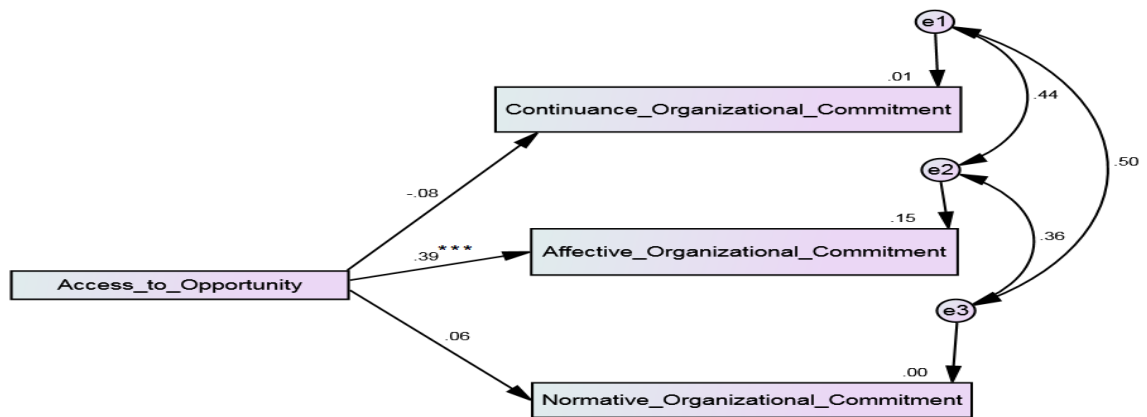 e1
.01
Continuance_Organizational_Commitment
.44
e2
.50
-.08
.15
.36
.39***
Affective_Organizational_Commitment
Access_to_Opportunity
e3
.06
.00
Normative_Organizational_Commitment